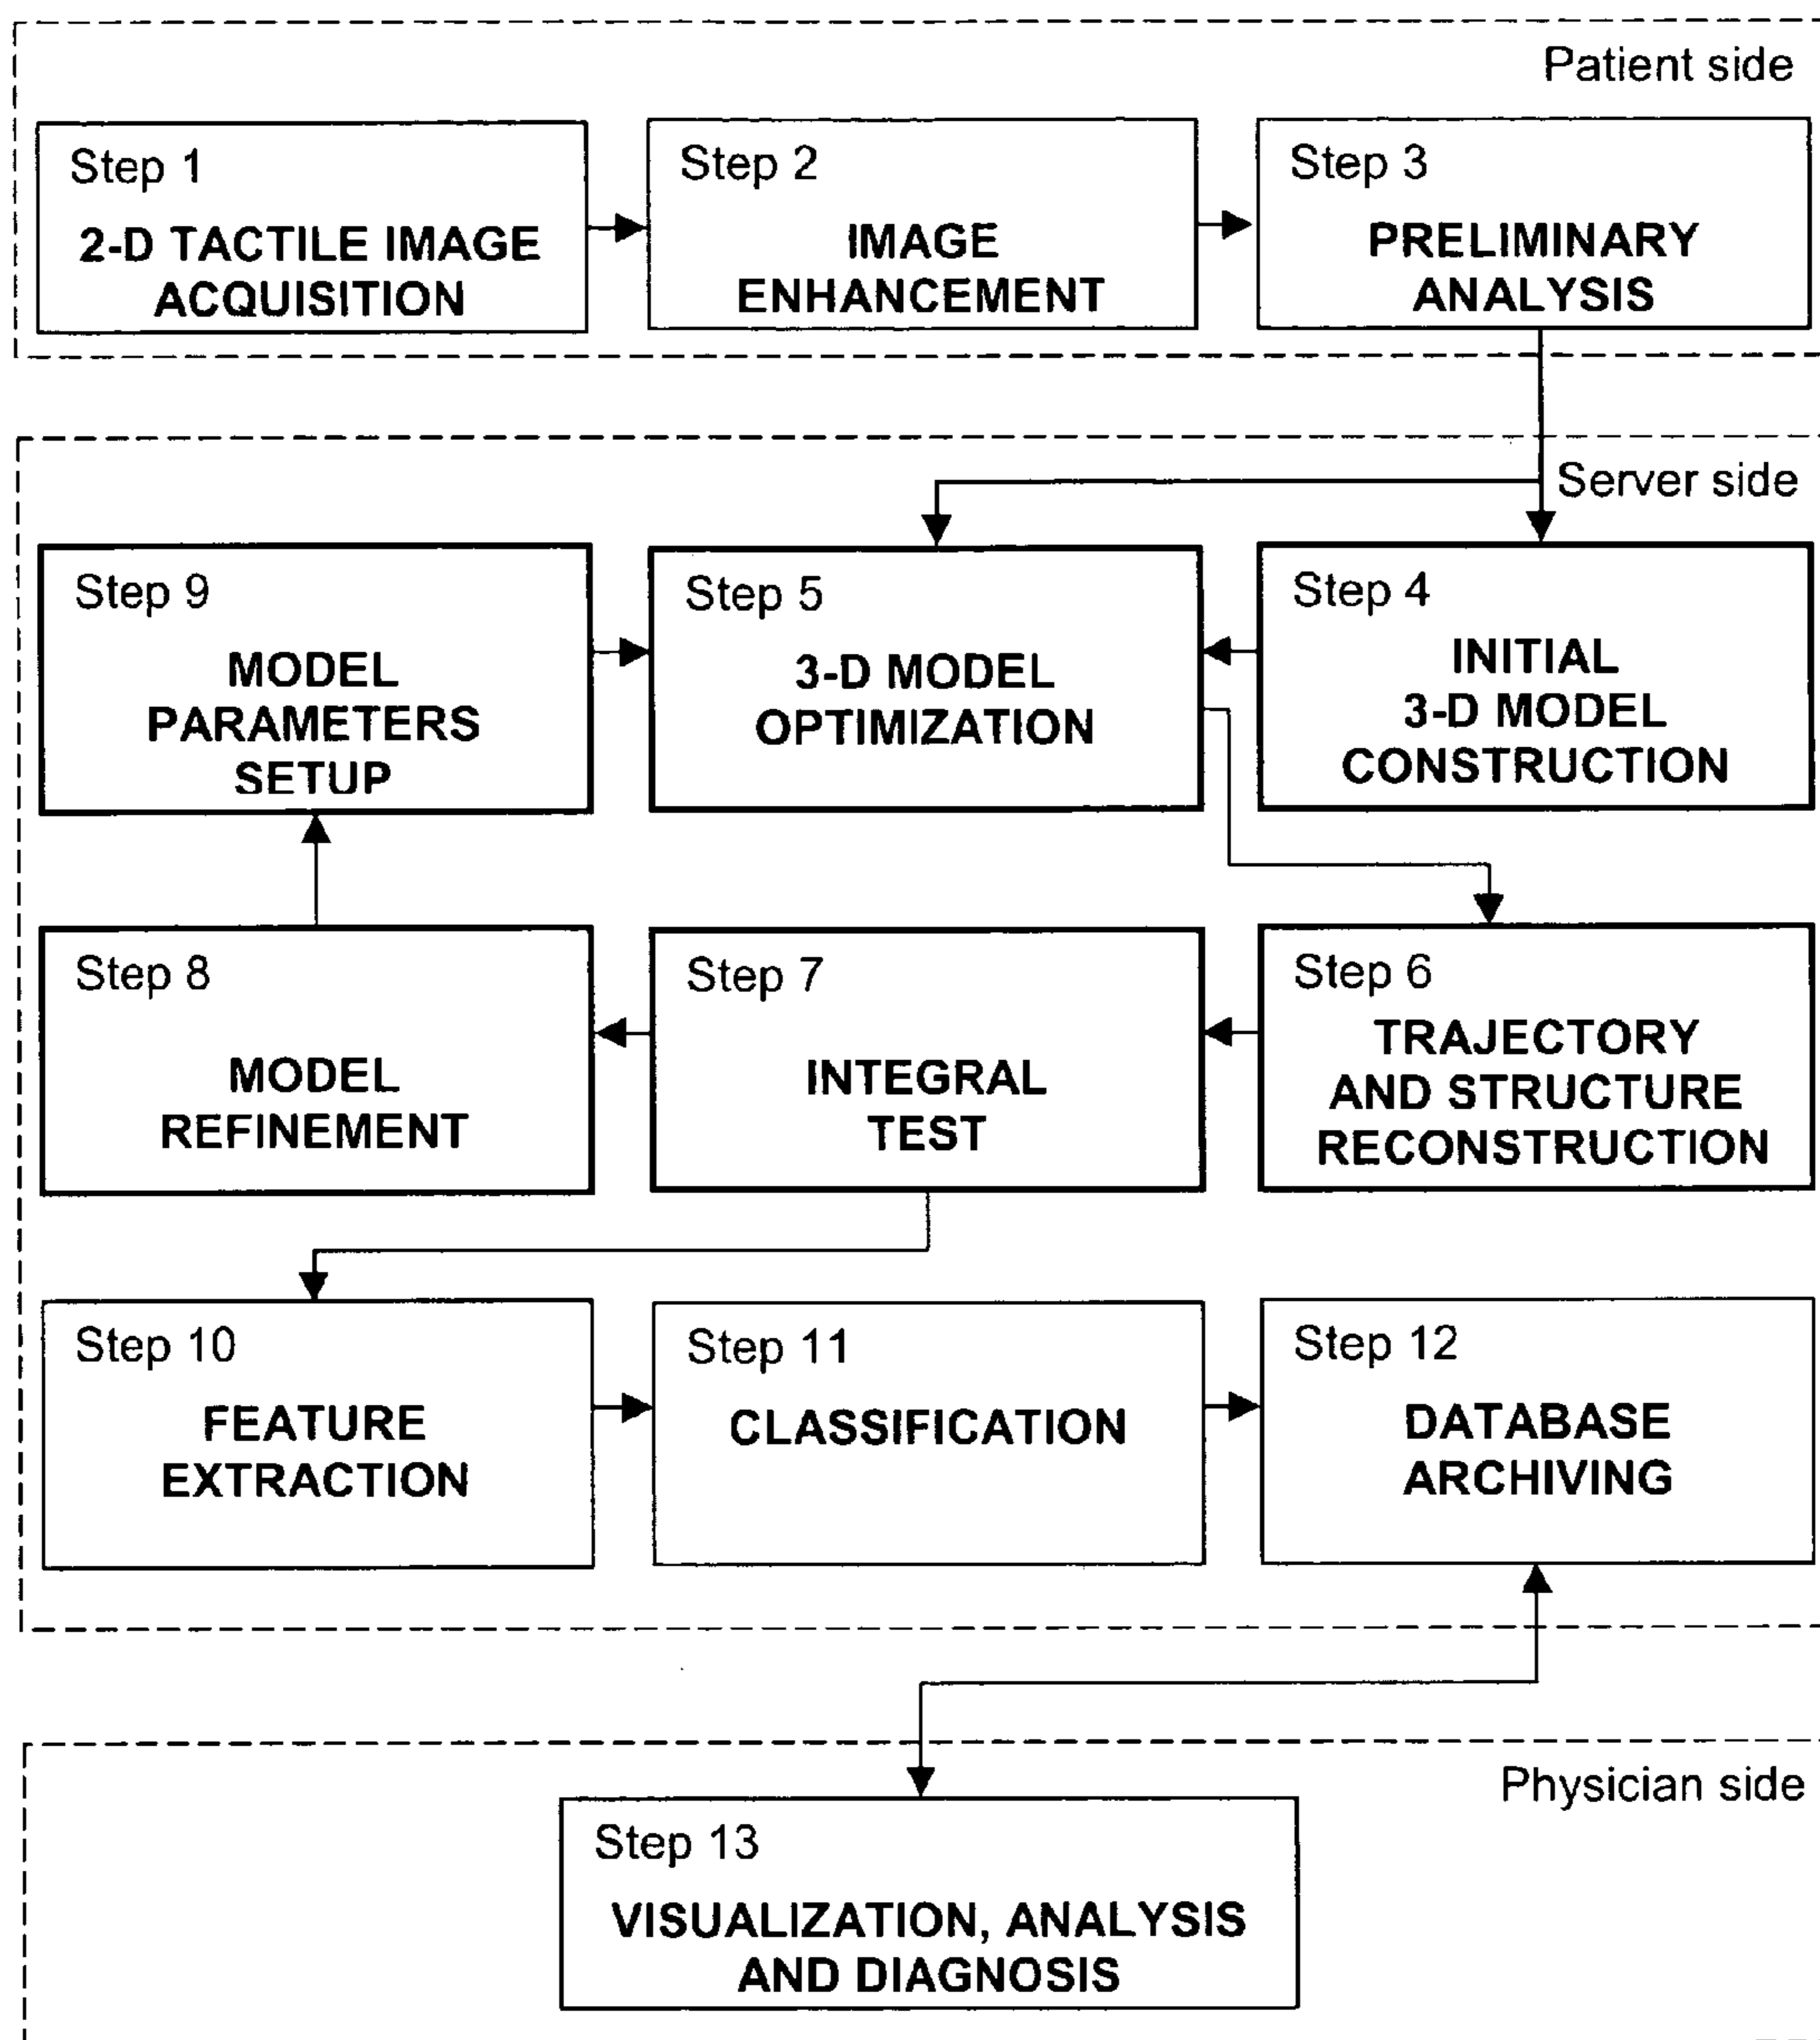 Patient side
Step 1
2-D TACTILE IMAGE
ACQUISITION
Step 2
IMAGE
ENHANCEMENT
Step 3
PRELIMINARY
ANALYSIS
Server side
Step 9
MODEL
PARAMETERS
SETUP
Step 5
3-D MODEL
OPTIMIZATION
Step 4
INITIAL
3-D MODEL
CONSTRUCTION
Step 8
MODEL
REFINEMENT
Step 7
INTEGRAL
TEST
Step 6
TRAJECTORY
AND STRUCTURE
RECONSTRUCTION
Step 10
FEATURE
EXTRACTION
Step 11
CLASSIFICATION
Step 12
DATABASE
ARCHIVING
Physician side
Step 13
VISUALIZATION, ANALYSIS
AND DIAGNOSIS